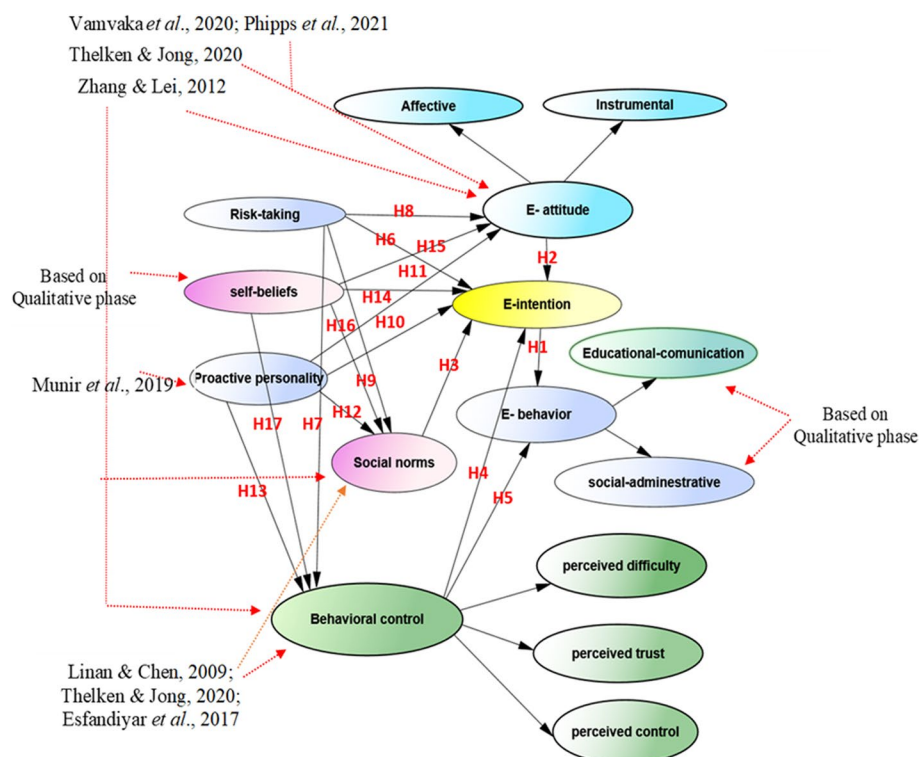 Vamvaka et al., 2020; Phipps et al., 2021
Thelken & Jong, 2020
Zhang & Lei, 2012
Affective
Instrumental
Risk-taking
H8
E- attitude
H6
H15
H2
H11
Based on
Qualitative phase
self-beliefs
H14
E-intention
H16
H10
H1
Educational-comunication
H3
Munir et al., 2019
Proactive personality
H9
H12
E- behavior
Based on
Qualitative phase
H17
H7
Social norms
H4
social-adminestrative
H13
H5
perceived difficulty
Behavioral control
perceived trust
Linan & Chen, 2009;
Thelken & Jong, 2020;
Esfandiyar et al., 2017
perceived control